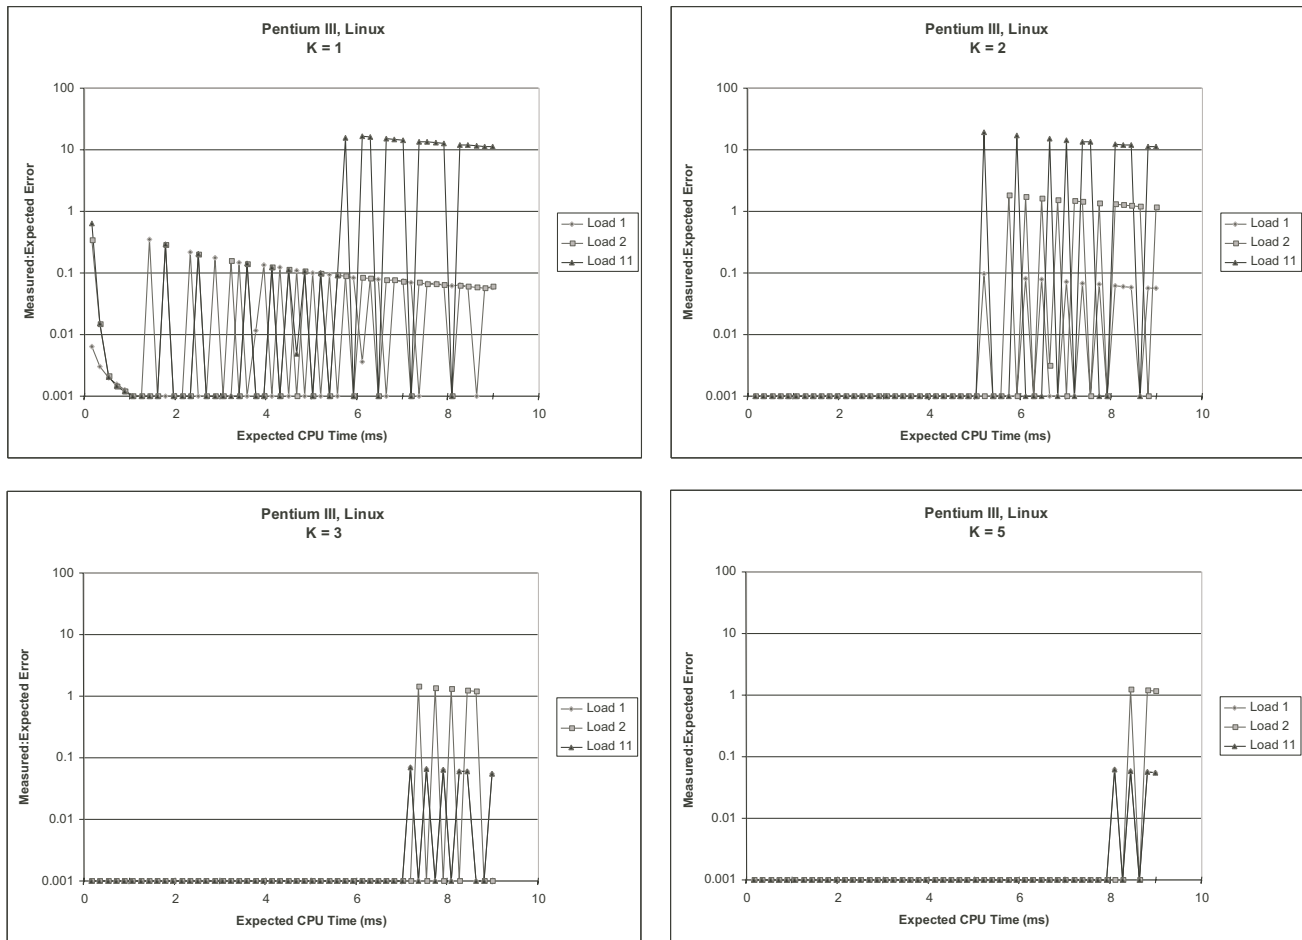 Pentium III, Linux
K = 1
100
10
1
0.1
0.01
0.001
0 2 4 6 8 10
Measured:Expected Error
Expected CPU Time (ms)
Load 1
Load 2
Load 11
Pentium III, Linux
K = 2
100
10
1
0.1
0.01
0.001
0 2 4 6 8 10
Measured:Expected Error
Expected CPU Time (ms)
Load 1
Load 2
Load 11
Pentium III, Linux
K = 3
100
10
1
0.1
0.01
0.001
0 2 4 6 8 10
Measured:Expected Error
Expected CPU Time (ms)
Load 1
Load 2
Load 11
Pentium III, Linux
K = 5
100
10
1
0.1
0.01
0.001
0 2 4 6 8 10
Measured:Expected Error
Expected CPU Time (ms)
Load 1
Load 2
Load 11